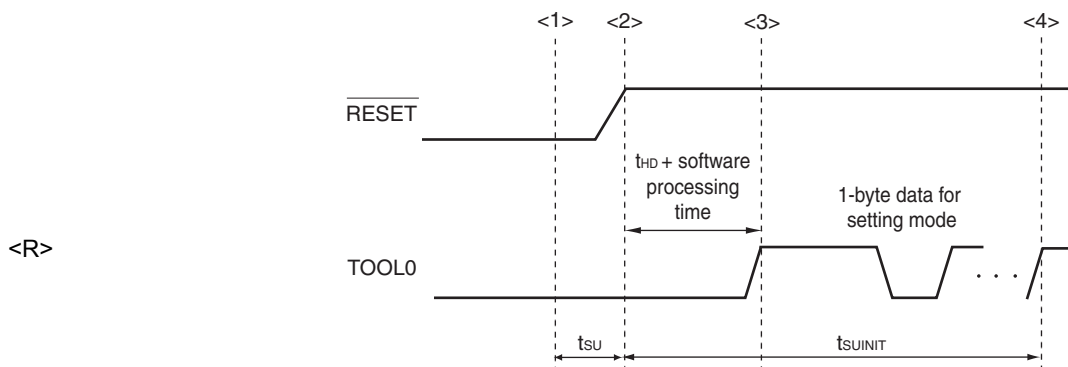 <1> <2> <3> <4>
RESET
tHD + software
processing
time
1-byte data for
setting mode
<R>
TOOL0
. . .
tSU
tSUINIT